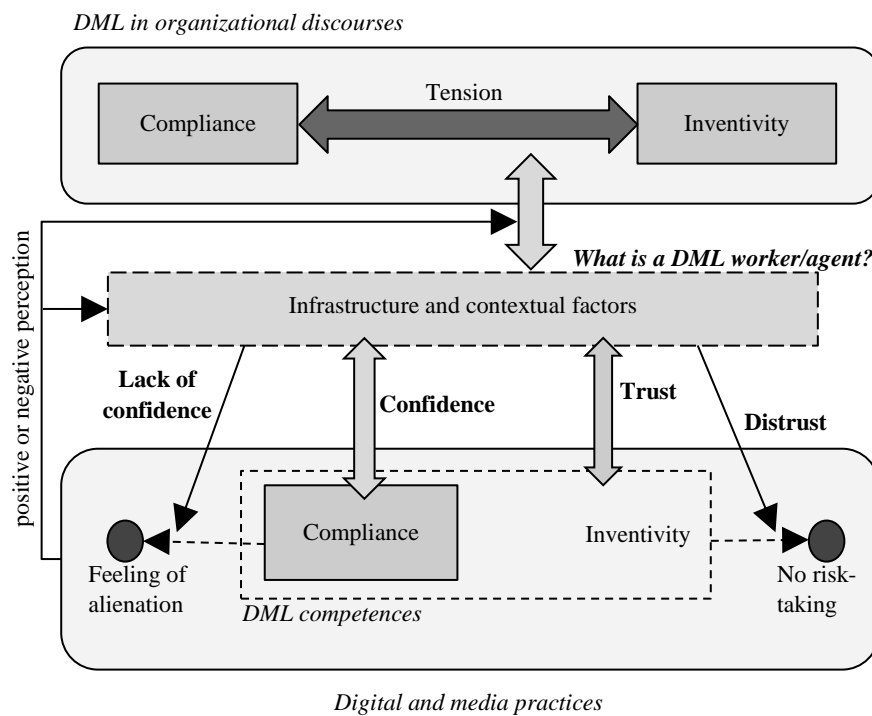 DML in organizational discourses
Tension
Compliance
Inventivity
What is a DML worker/agent?
Infrastructure and contextual factors
positive or negative perception
Lack of
confidence
Confidence
Trust
Distrust
Compliance
Inventivity
Feeling of
alienation
No risk-
taking
DML competences
Digital and media practices